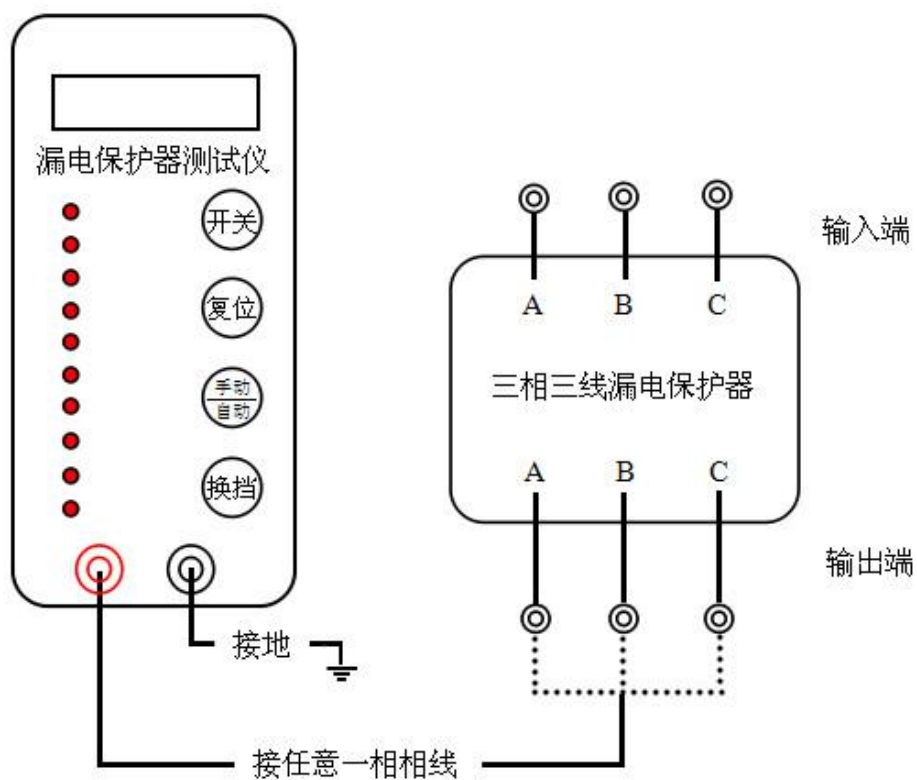 漏电保护器测试仪
开关
复位
手动
自动
换挡
接地
接任意一相相线
输入端
A B C
三相三线漏电保护器
A B C
输出端